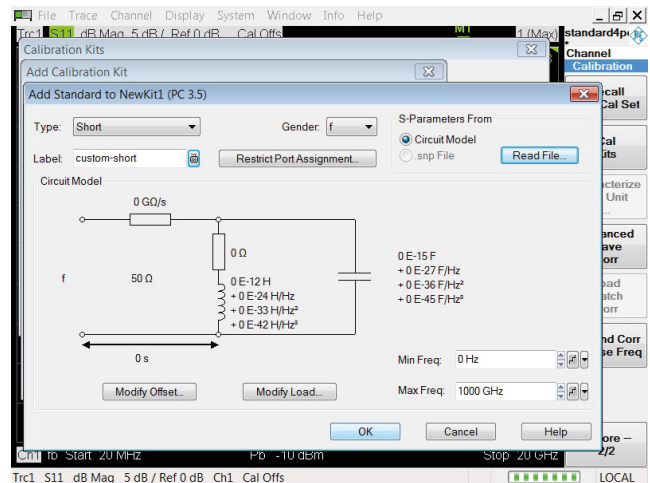 File Trace Channel Display System Window Info Help
Trc1 S11 dB Mag 5 dB / Ref 0 dB Cal Offs
M1
1 (Max)
standard4p
Calibration Kits
Channel
Calibration
Add Calibration Kit
Add Standard to NewKit1 (PC 3.5)
Cal Set
Type: Short
Gender: f
S-Parameters From
Circuit Model
.snp File
Read File...
Label: custom-short
Restrict Port Assignment...
Unit
Circuit Model
0 GΩ/s
f
50 Ω
0 Ω
0 E-12 H
+ 0 E-24 H/Hz
+ 0 E-33 H/Hz²
+ 0 E-42 H/Hz³
0 E-15 F
+ 0 E-27 F/Hz
+ 0 E-36 F/Hz²
+ 0 E-45 F/Hz³
0 s
Min Freq: 0 Hz
Modify Offset...
Modify Load...
Max Freq: 1000 GHz
OK
Cancel
Help
Ch1 fb Start 20 MHz
Pb -10 dBm
Stop 20 GHz
2/2
Trc1 S11 dB Mag 5 dB / Ref 0 dB Ch1 Cal Offs
LOCAL